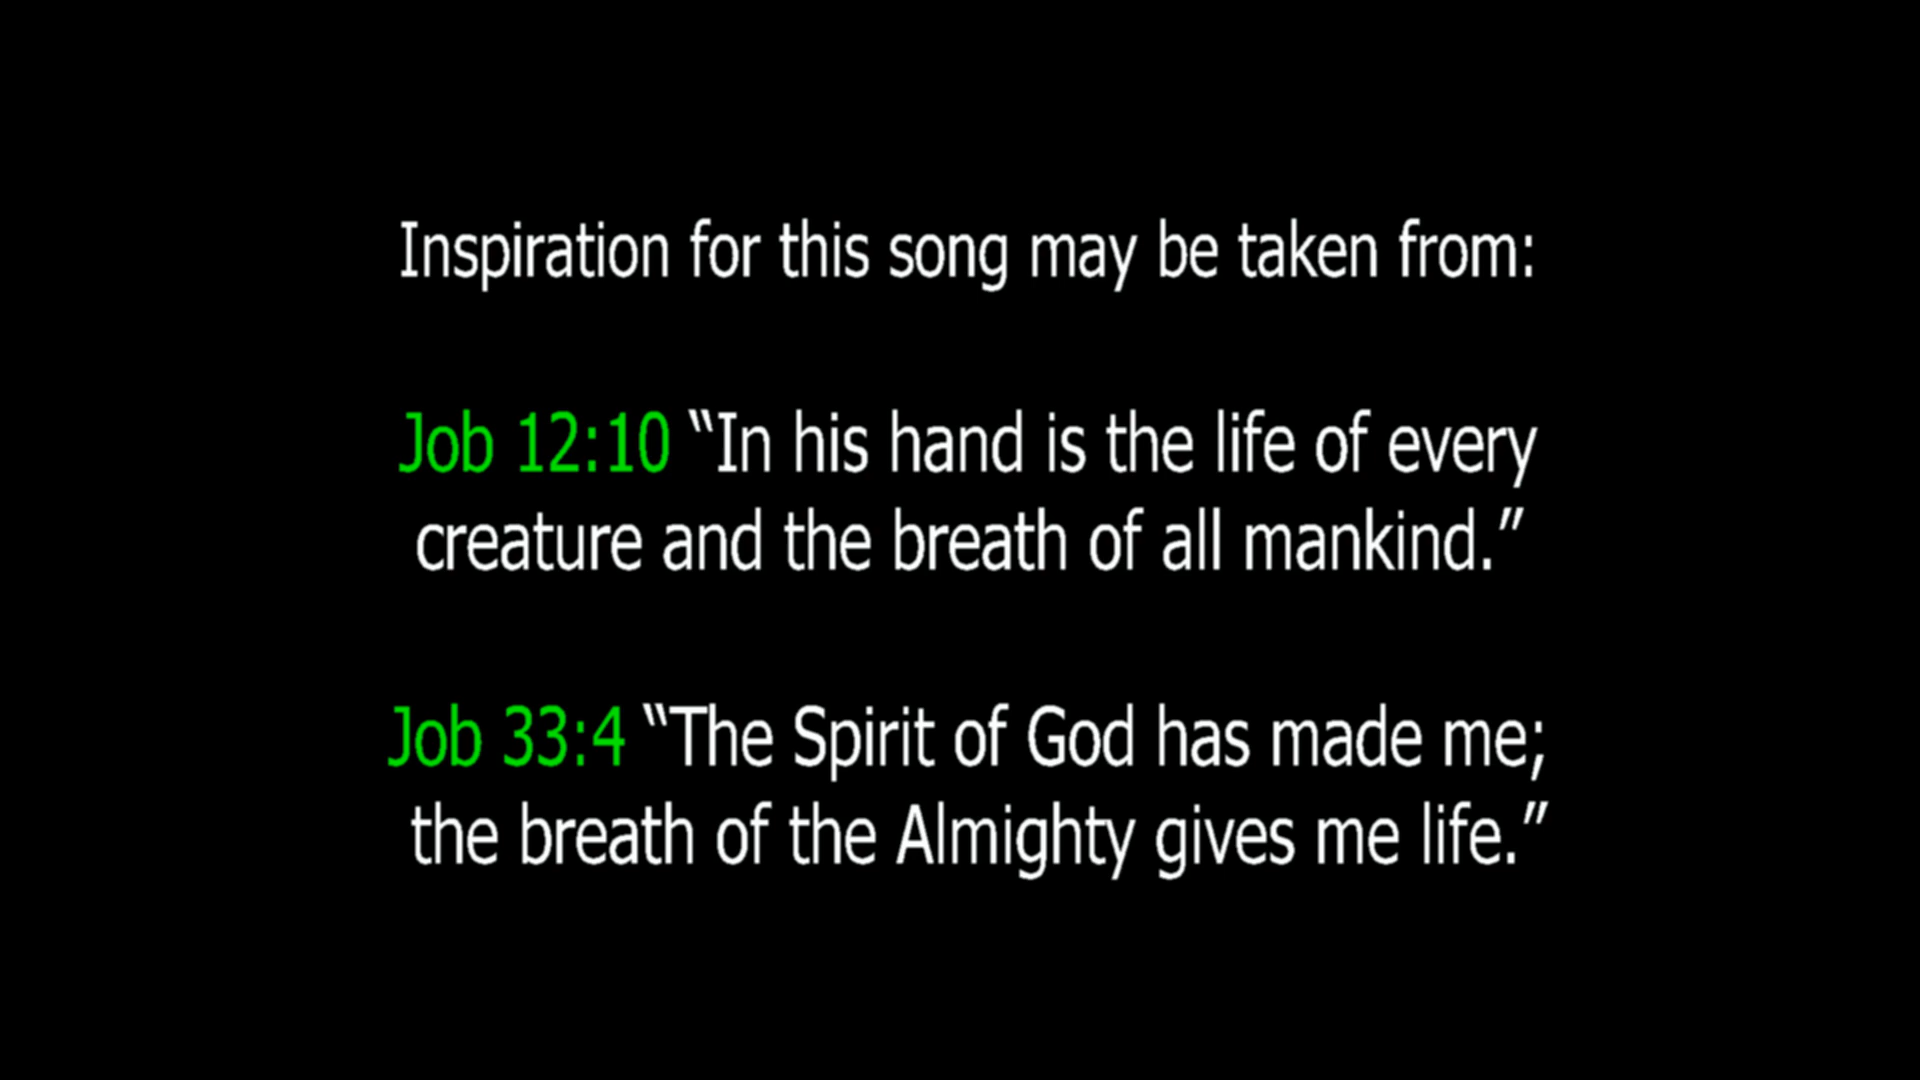 Inspiration for this song may be taken from:
Job 12:10 “In his hand is the life of every
creature and the breath of all mankind.”
Job 33:4 “The Spirit of God has made me;
the breath of the Almighty gives me life.”